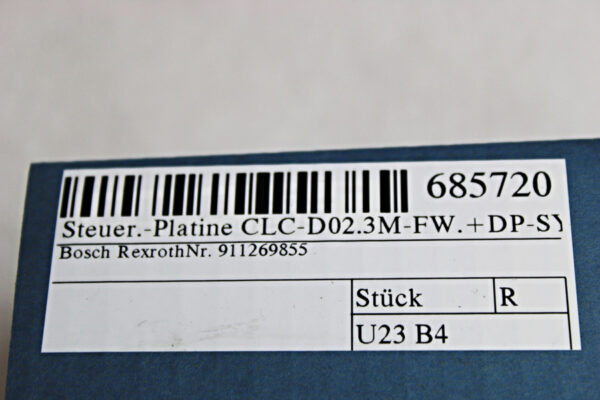 685720
Steuer.-Platine CLC-D02.3M-FW.+DP-SY
Bosch RexrothNr. 911269855
Stück R
U23 B4